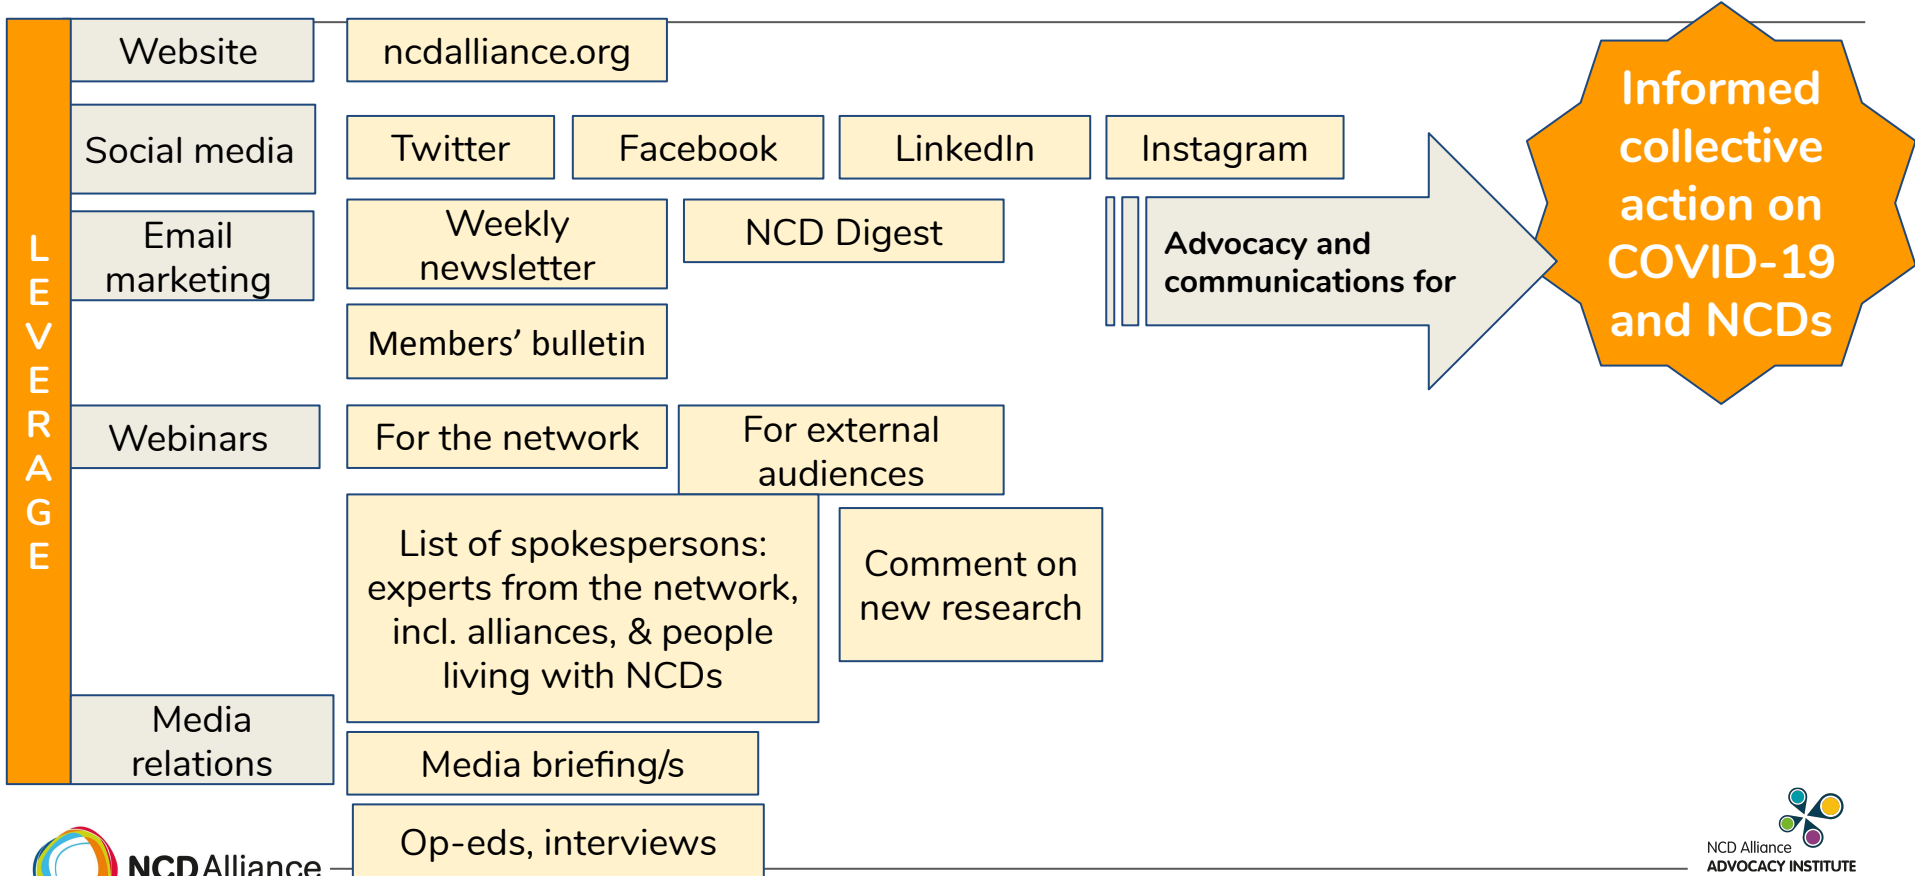 L
E
V
E
R
A
G
E
Website
ncdalliance.org
Social media
Twitter
Facebook
LinkedIn
Instagram
Email
marketing
Weekly
newsletter
NCD Digest
Members’ bulletin
Webinars
For the network
For external
audiences
List of spokespersons:
experts from the network,
incl. alliances, & people
living with NCDs
Comment on
new research
Media
relations
Media briefing/s
Op-eds, interviews
Advocacy and
communications for
Informed
collective
action on
COVID-19
and NCDs
NCD Alliance
NCD Alliance
ADVOCACY INSTITUTE